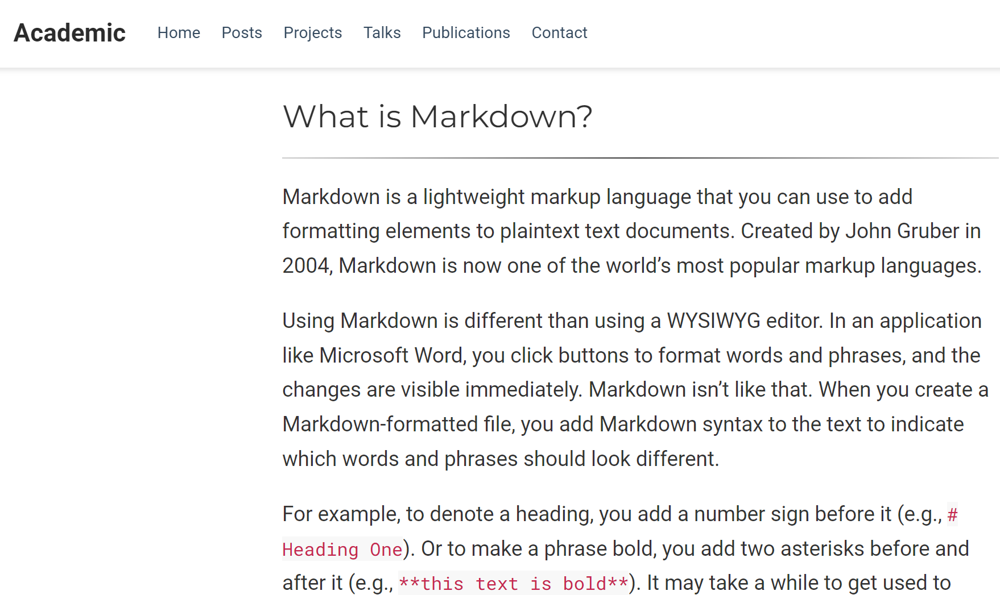 Academic Home Posts Projects Talks Publications Contact
What is Markdown?
Markdown is a lightweight markup language that you can use to add
formatting elements to plaintext text documents. Created by John Gruber in
2004, Markdown is now one of the world’s most popular markup languages.
Using Markdown is different than using a WYSIWYG editor. In an application
like Microsoft Word, you click buttons to format words and phrases, and the
changes are visible immediately. Markdown isn’t like that. When you create a
Markdown-formatted file, you add Markdown syntax to the text to indicate
which words and phrases should look different.
For example, to denote a heading, you add a number sign before it (e.g., #
Heading One). Or to make a phrase bold, you add two asterisks before and
after it (e.g., **this text is bold**). It may take a while to get used to